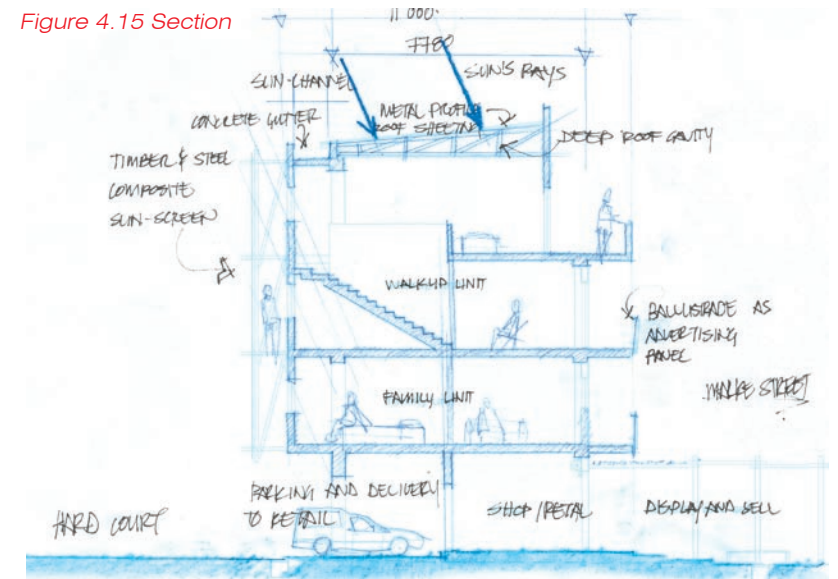 Figure 4.15 Section
11 000
7780
SUN-CHANNEL
SUN'S RAYS
CONCRETE GUTTER
METAL PROFILE
ROOF SHEETING
DEEP ROOF CAVITY
TIMBER & STEEL
COMPOSITE
SUN-SCREEN
WALKUP UNIT
BALLUSTRADE AS
ADVERTISING
PANEL
STREET
FAMILY UNIT
PARKING AND DELIVERY
TO RETAIL
HARD COURT
SHOP / RETAIL
DISPLAY AND SELL